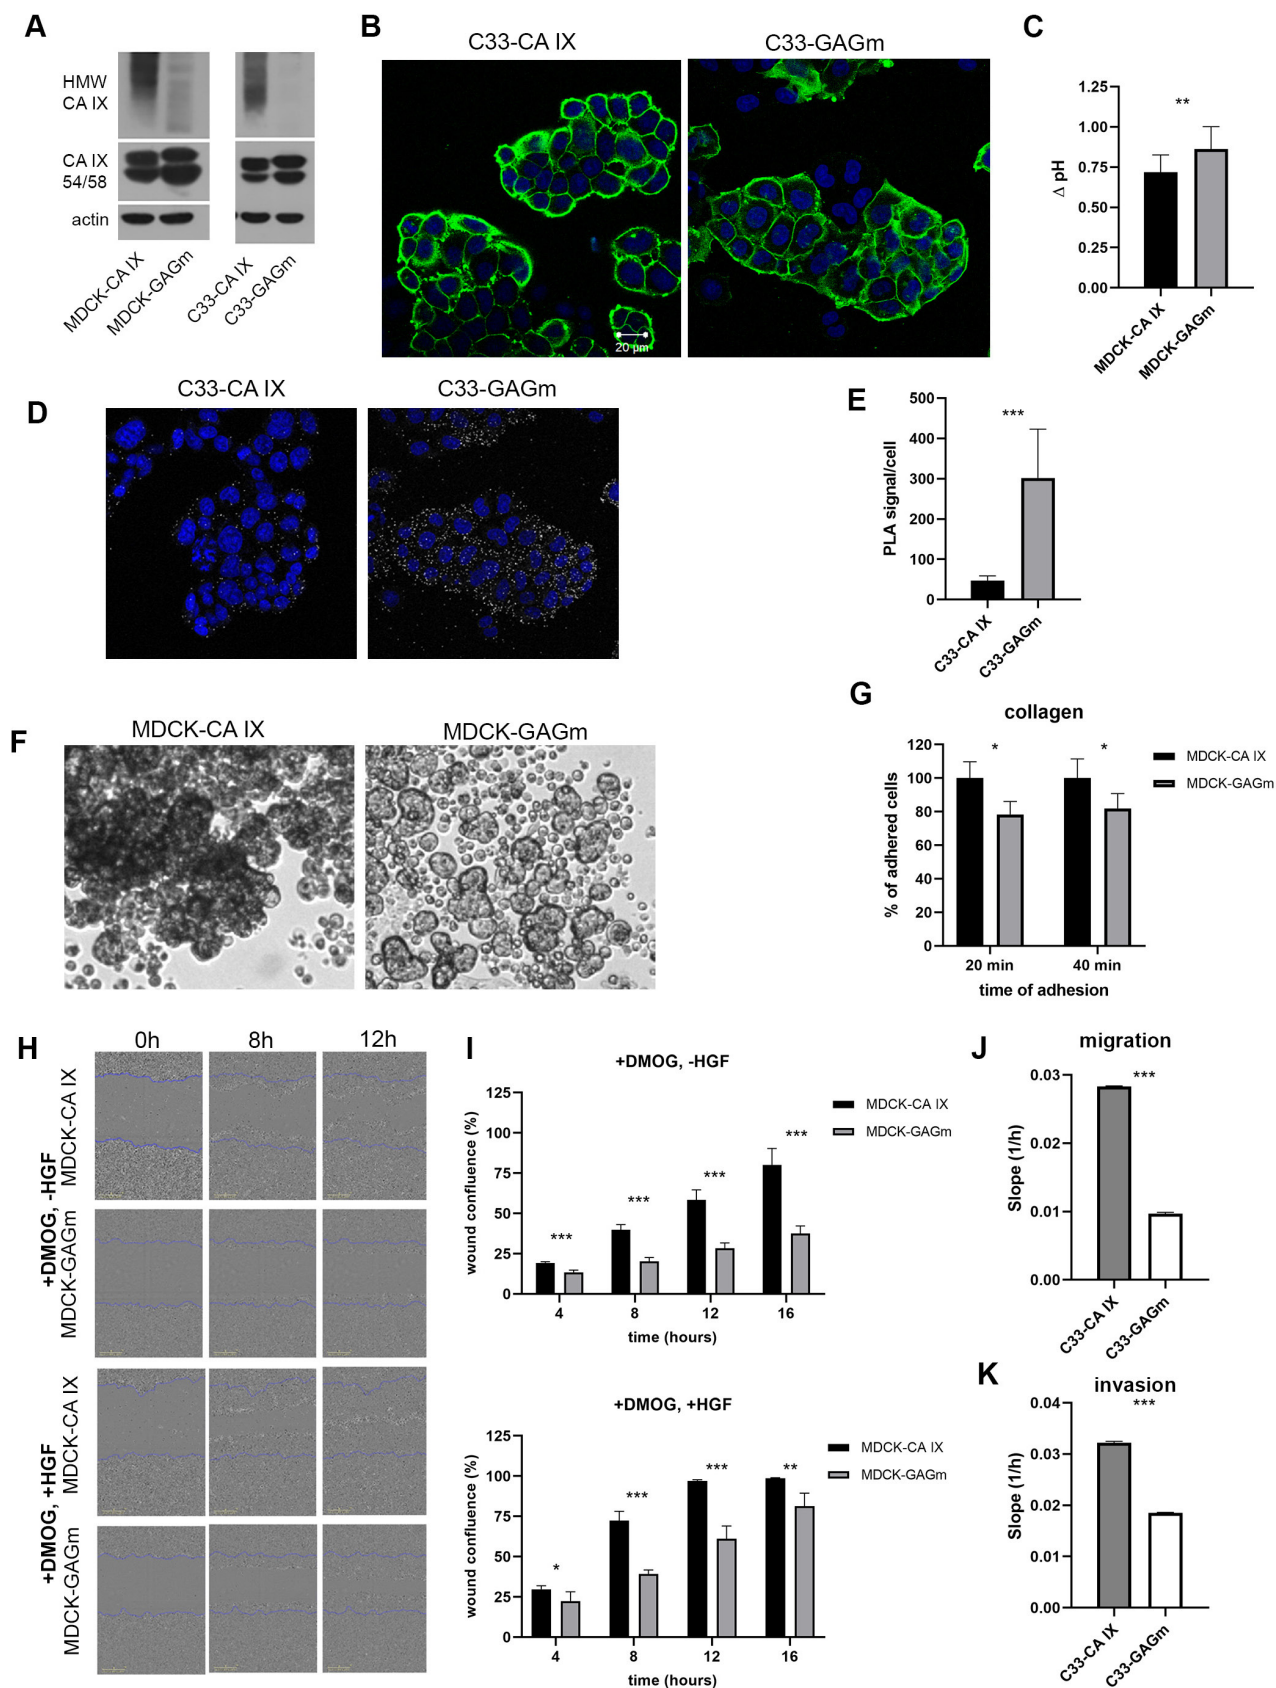 A
HMW
CA IX
CA IX
54/58
actin
MDCK-CA IX
MDCK-GAGm
C33-CA IX
C33-GAGm
B
C33-CA IX
C33-GAGm
20 µm
C
Δ pH
1.00
1.25
1.00
0.75
0.50
0.25
0.00
**
MDCK-CA IX
MDCK-GAGm
D
C33-CA IX
C33-GAGm
E
PLA signal/cell
500
400
300
200
100
0
***
C33-CA IX
C33-GAGm
F
MDCK-CA IX
MDCK-GAGm
G
collagen
% of adhered cells
120
100
80
60
40
20
0
*
*
20 min
40 min
time of adhesion
MDCK-CA IX
MDCK-GAGm
H
0h
8h
12h
+DMOG, -HGF
MDCK-CA IX
MDCK-GAGm
+DMOG, +HGF
MDCK-CA IX
MDCK-GAGm
I
+DMOG, -HGF
wound confluence (%)
125
100
75
50
25
0
***
***
***
***
4
8
12
16
time (hours)
MDCK-CA IX
MDCK-GAGm
+DMOG, +HGF
wound confluence (%)
125
100
75
50
25
0
*
***
***
**
4
8
12
16
time (hours)
MDCK-CA IX
MDCK-GAGm
J
migration
Slope (1/h)
0.03
0.02
0.01
0.00
***
C33-CA IX
C33-GAGm
K
invasion
Slope (1/h)
0.04
0.03
0.02
0.01
0.00
***
C33-CA IX
C33-GAGm